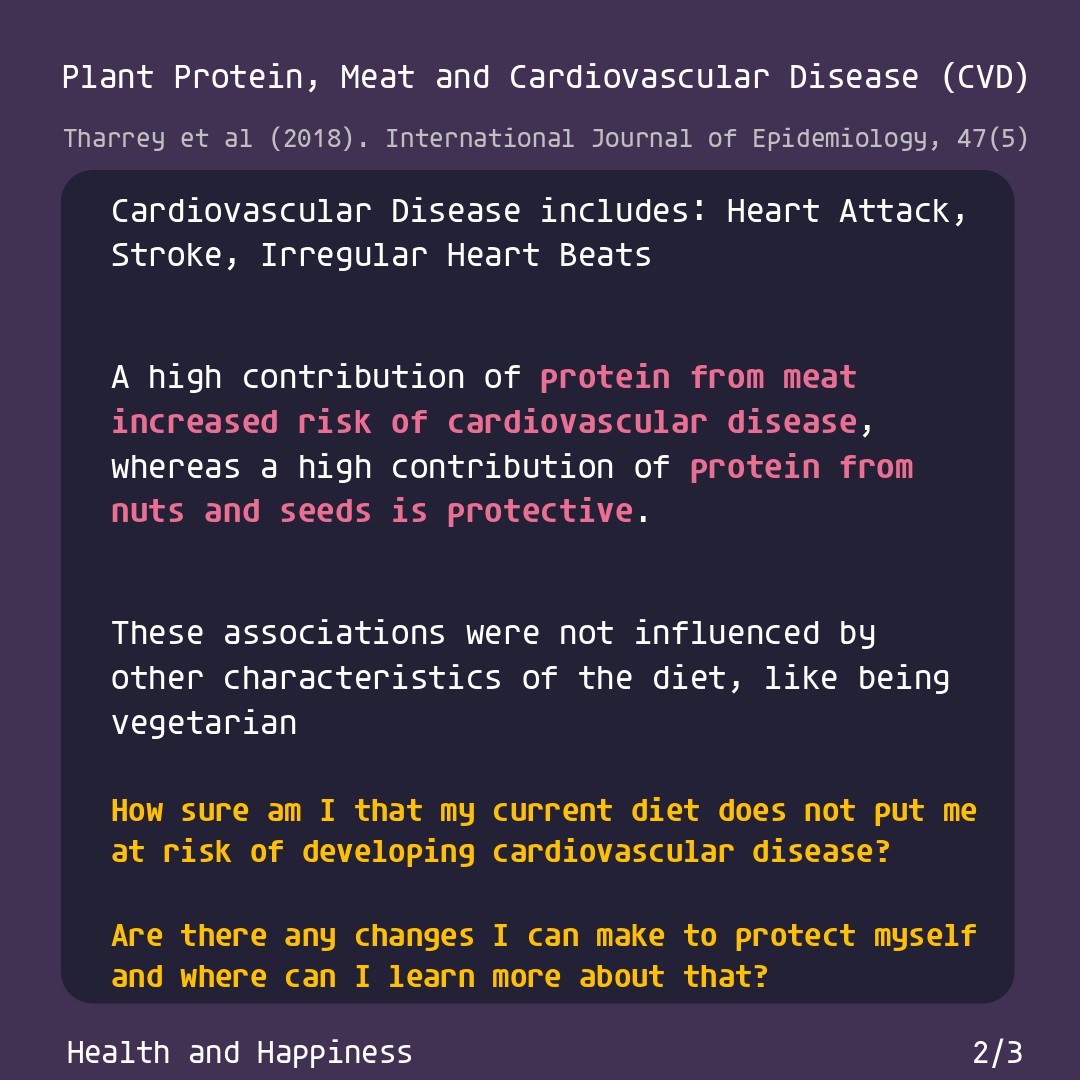 Plant Protein, Meat and Cardiovascular Disease (CVD)
Tharrey et al (2018). International Journal of Epidemiology, 47(5)
Cardiovascular Disease includes: Heart Attack,
Stroke, Irregular Heart Beats
A high contribution of protein from meat
increased risk of cardiovascular disease,
whereas a high contribution of protein from
nuts and seeds is protective.
These associations were not influenced by
other characteristics of the diet, like being
vegetarian
How sure am I that my current diet does not put me
at risk of developing cardiovascular disease?
Are there any changes I can make to protect myself
and where can I learn more about that?
Health and Happiness
2/3